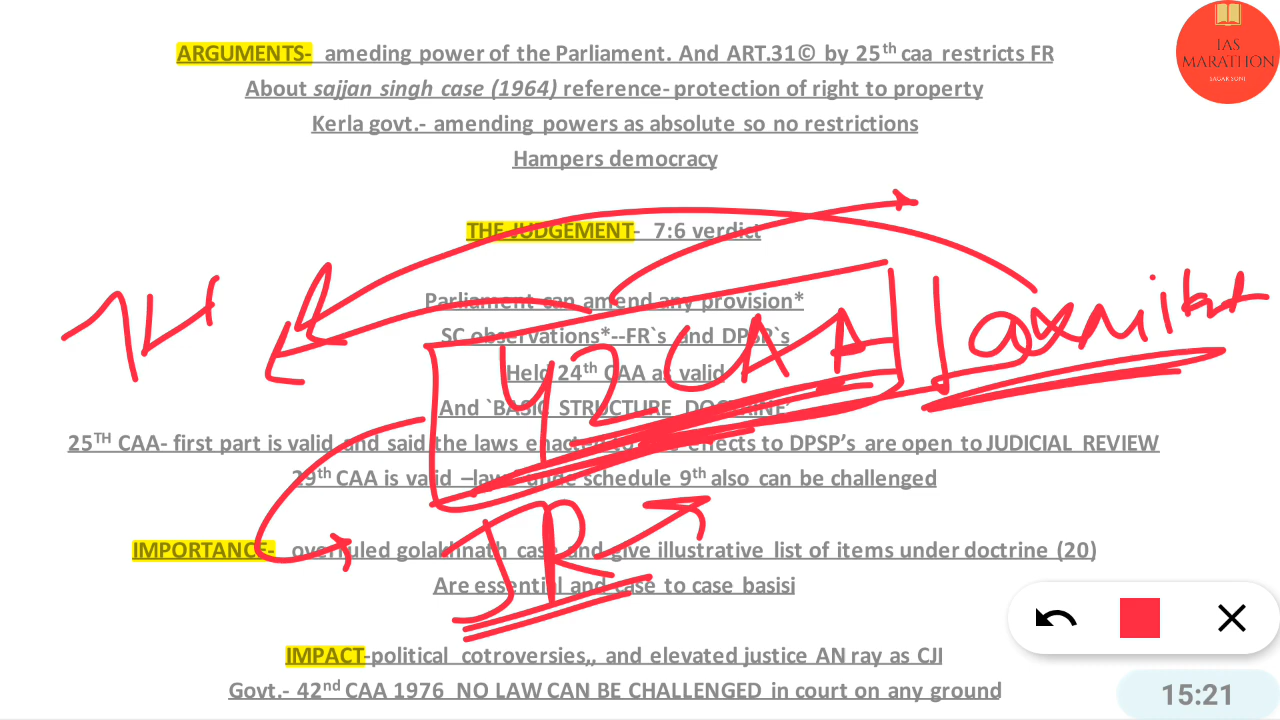 IAS
MARATHON
SAGAR SONI
ARGUMENTS- ameding power of the Parliament. And ART.31© by 25th caa restricts FR
About sajjan singh case (1964) reference- protection of right to property
Kerla govt.- amending powers as absolute so no restrictions
Hampers democracy
THE JUDGEMENT- 7:6 verdict
Parliament can amend any provision*
SC observations*--FR`s and DPSP`s
Held 24th CAA as valid
42 CAA
And `BASIC STRUCTURE DOCTRINE'
25TH CAA- first part is valid and said the laws enacted effects to DPSP's are open to JUDICIAL REVIEW
29th CAA is valid –laws schedule 9th also can be challenged
JR
IMPORTANCE- overruled golakhnath case and give illustrative list of items under doctrine (20)
Are essential and case to case basisi
IMPACT-political cotroversies,, and elevated justice AN ray as CJI
Govt.- 42nd CAA 1976 NO LAW CAN BE CHALLENGED in court on any ground
15:21